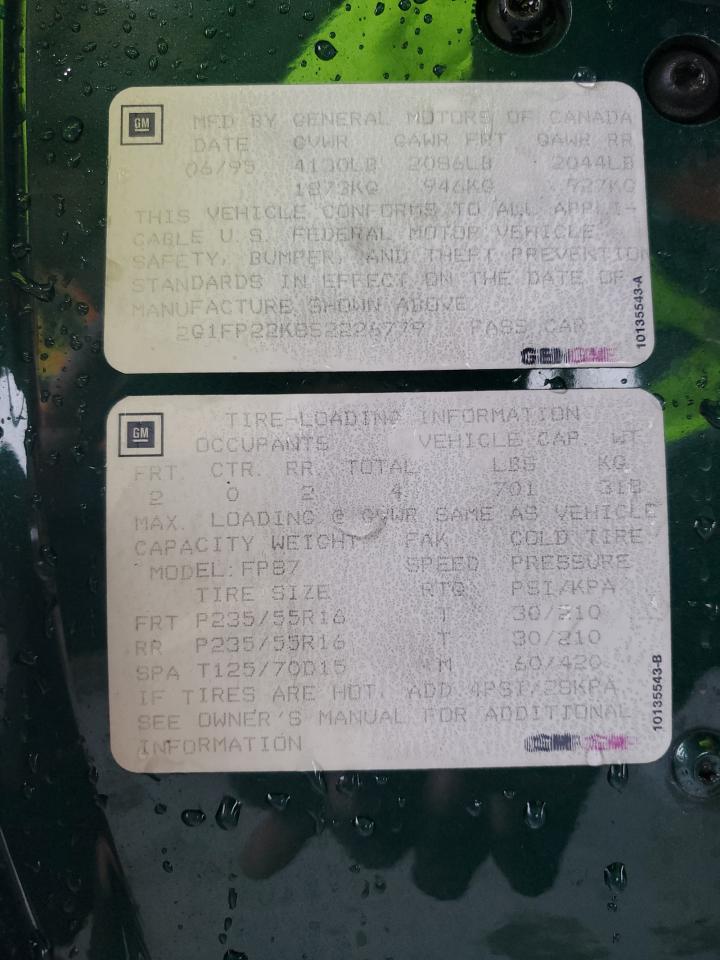 GM
MFD BY GENERAL MOTORS OF CANADA
DATE GVWR GAWR FRT GAWR RR
06/95 4130LB 2086LB 2044LB
1873KG 946KG 927KG
THIS VEHICLE CONFORMS TO ALL APPLI-
CABLE U.S. FEDERAL MOTOR VEHICLE
SAFETY, BUMPER, AND THEFT PREVENTION
STANDARDS IN EFFECT ON THE DATE OF
MANUFACTURE SHOWN ABOVE.
2G1FP22K8S2226779 PASS CAR
10135543-A
GM
TIRE-LOADING INFORMATION
OCCUPANTS VEHICLE CAP. WT.
FRT. CTR. RR. TOTAL LBS KG
2 0 2 4 701 318
MAX. LOADING @ GVWR SAME AS VEHICLE
CAPACITY WEIGHT PAK COLD TIRE
MODEL:FP87 SPEED PRESSURE
TIRE SIZE RTG PSI/KPA
FRT P235/55R16 T 30/210
RR P235/55R16 T 30/210
SPA T125/70D15 M 60/420
IF TIRES ARE HOT, ADD 4PSI/28KPA
SEE OWNER'S MANUAL FOR ADDITIONAL
INFORMATION
10135543-B